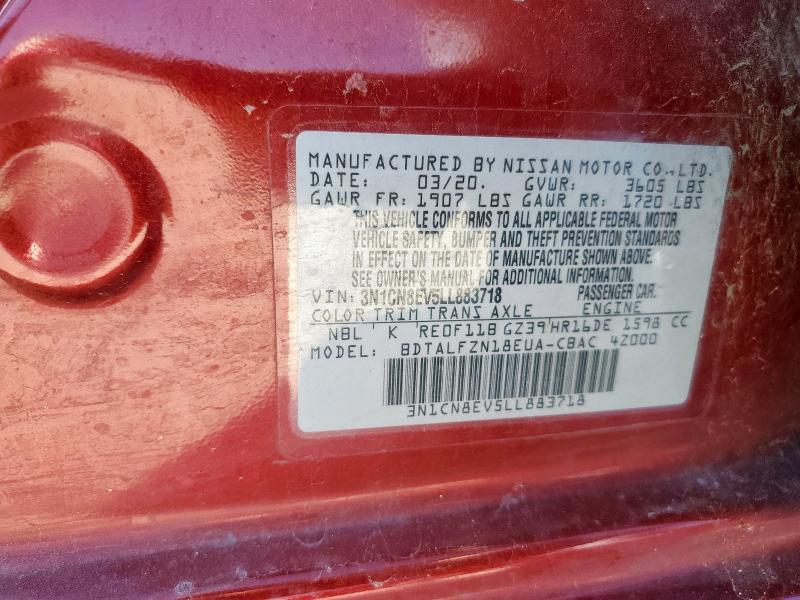 MANUFACTURED BY NISSAN MOTOR CO., LTD.
DATE: 03/20. GVWR: 3605 LBS
GAWR FR: 1907 LBS GAWR RR: 1720 LBS
THIS VEHICLE CONFORMS TO ALL APPLICABLE FEDERAL MOTOR
VEHICLE SAFETY, BUMPER AND THEFT PREVENTION STANDARDS
IN EFFECT ON THE DATE OF MANUFACTURE SHOWN ABOVE.
SEE OWNER'S MANUAL FOR ADDITIONAL INFORMATION
VIN: 3N1CN8EV5LL883718 PASSENGER CAR.
COLOR TRIM TRANS AXLE ENGINE
NBL K RE0F11B GZ39 HR16DE 1598 CC
MODEL: BDTALFZN18EUA-CBAC 4Z000
3N1CN8EV5LL883718